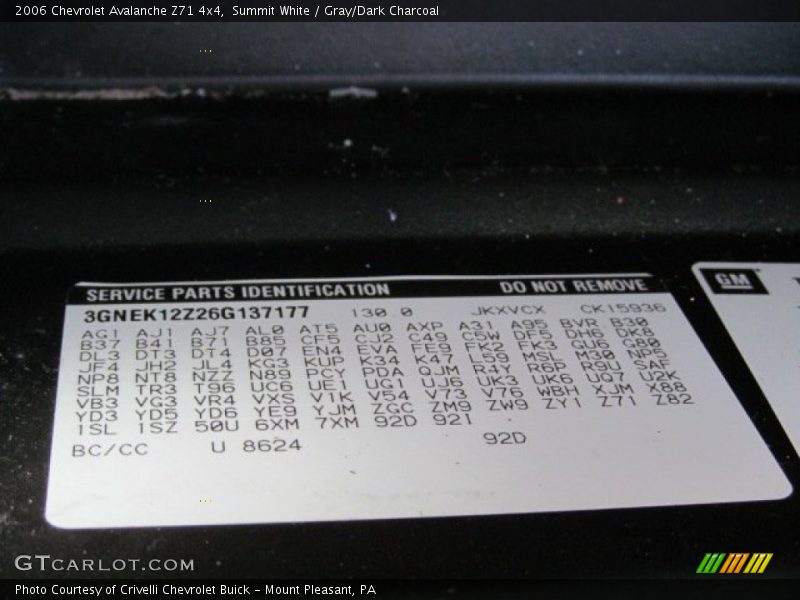 2006 Chevrolet Avalanche Z71 4x4, Summit White / Gray/Dark Charcoal
SERVICE PARTS IDENTIFICATION DO NOT REMOVE
GM
3GNEK12Z26G137177 130.0 JKXVCX CK15936
AG1 AJ1 AJ7 AL0 AT5 AU0 AXP A31 A95 BVR B30
B37 B41 B71 B85 CF5 CJ2 C49 C5W DF5 DH6 DK8
DL3 DT3 DT4 D07 EN4 EVA FE9 FK2 FK3 GU6 G80
JF4 JH2 JL4 KG3 KUP K34 K47 L59 MSL M30 NP5
NP8 NT8 NZZ N89 PCY PDA QJM R4Y R6P R9U SAF
SLM TR3 T96 UC6 UE1 UG1 UJ6 UK3 UK6 UQ7 U2K
VB3 VG3 VR4 VXS V1K V54 V73 V76 WBH XJM X88
YD3 YD5 YD6 YE9 YJM ZGC ZM9 ZW9 ZY1 Z71 Z82
1SL 1SZ 50U 6XM 7XM 92D 921
BC/CC U 8624 92D
GTCARLOT.COM
Photo Courtesy of Crivelli Chevrolet Buick - Mount Pleasant, PA